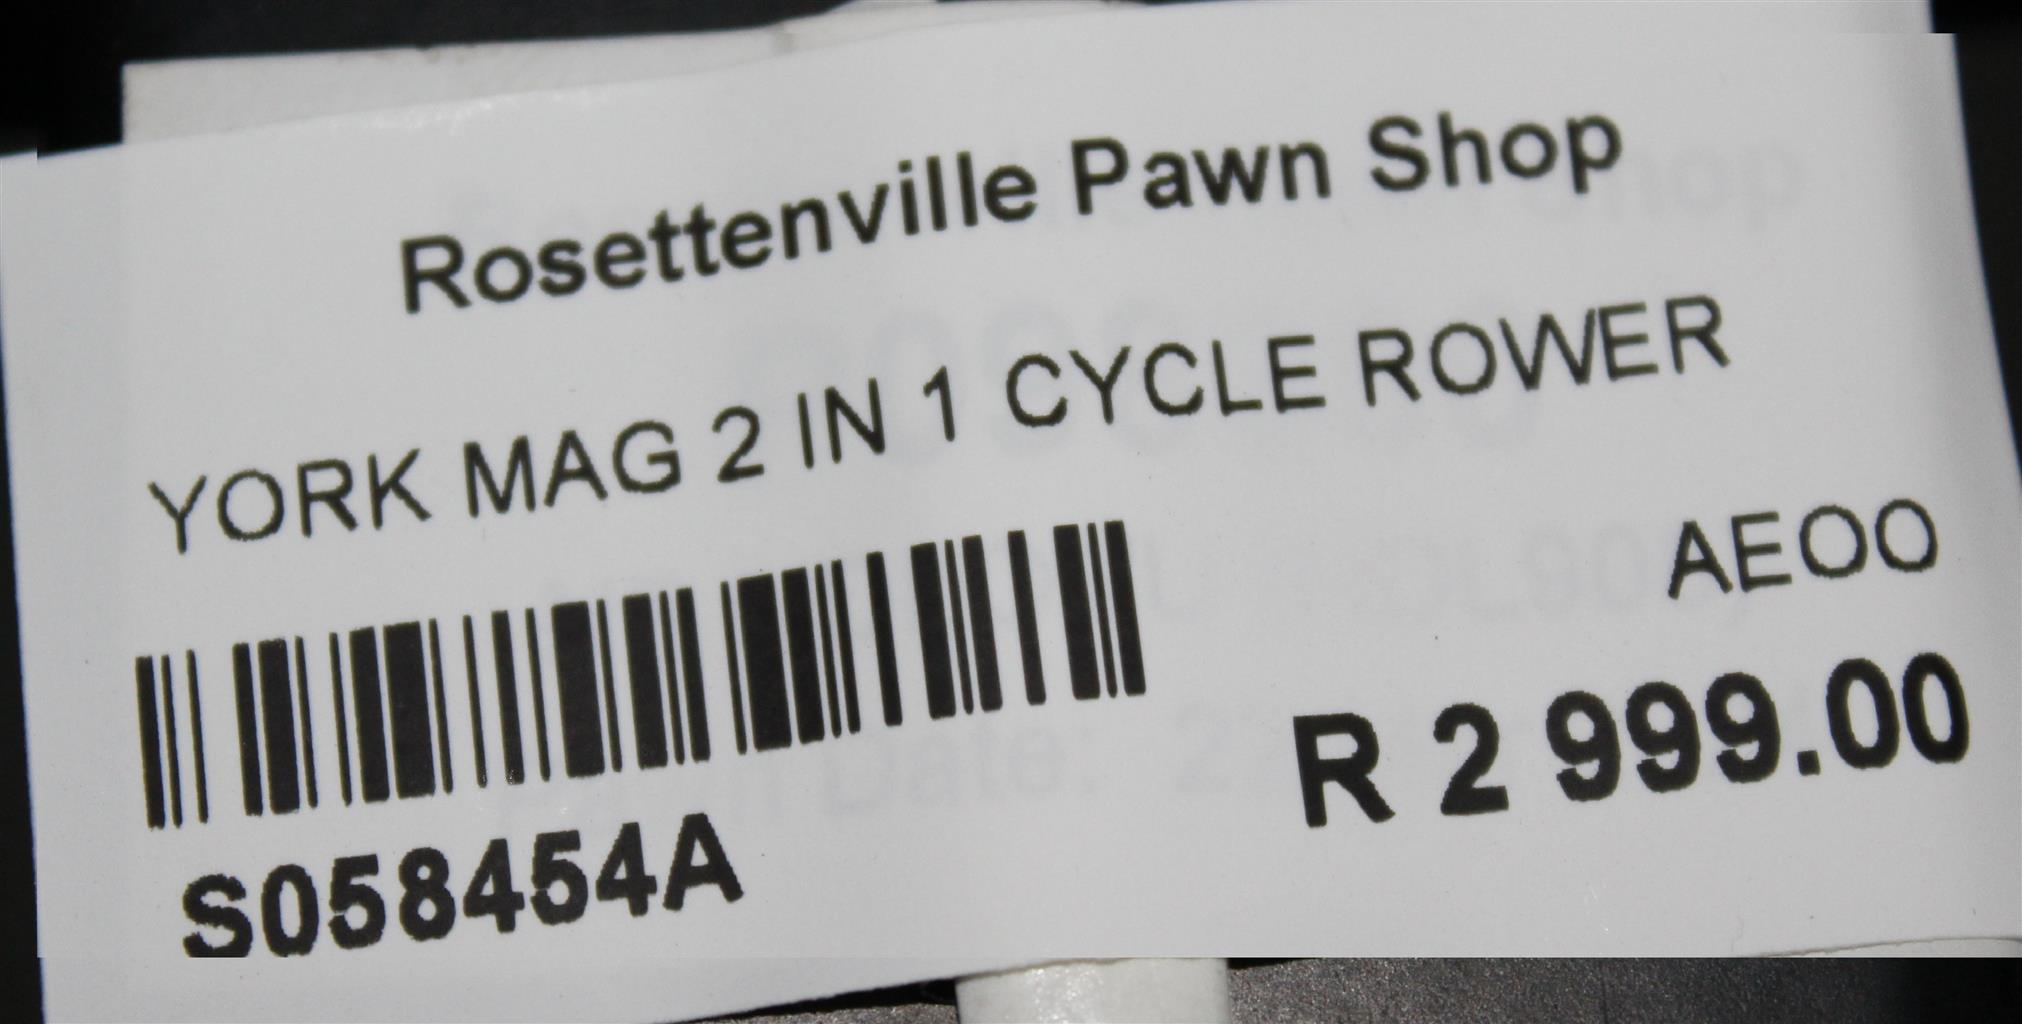 Rosettenville Pawn Shop
YORK MAG 2 IN 1 CYCLE ROWER
AEOO
R 2 999.00
S058454A